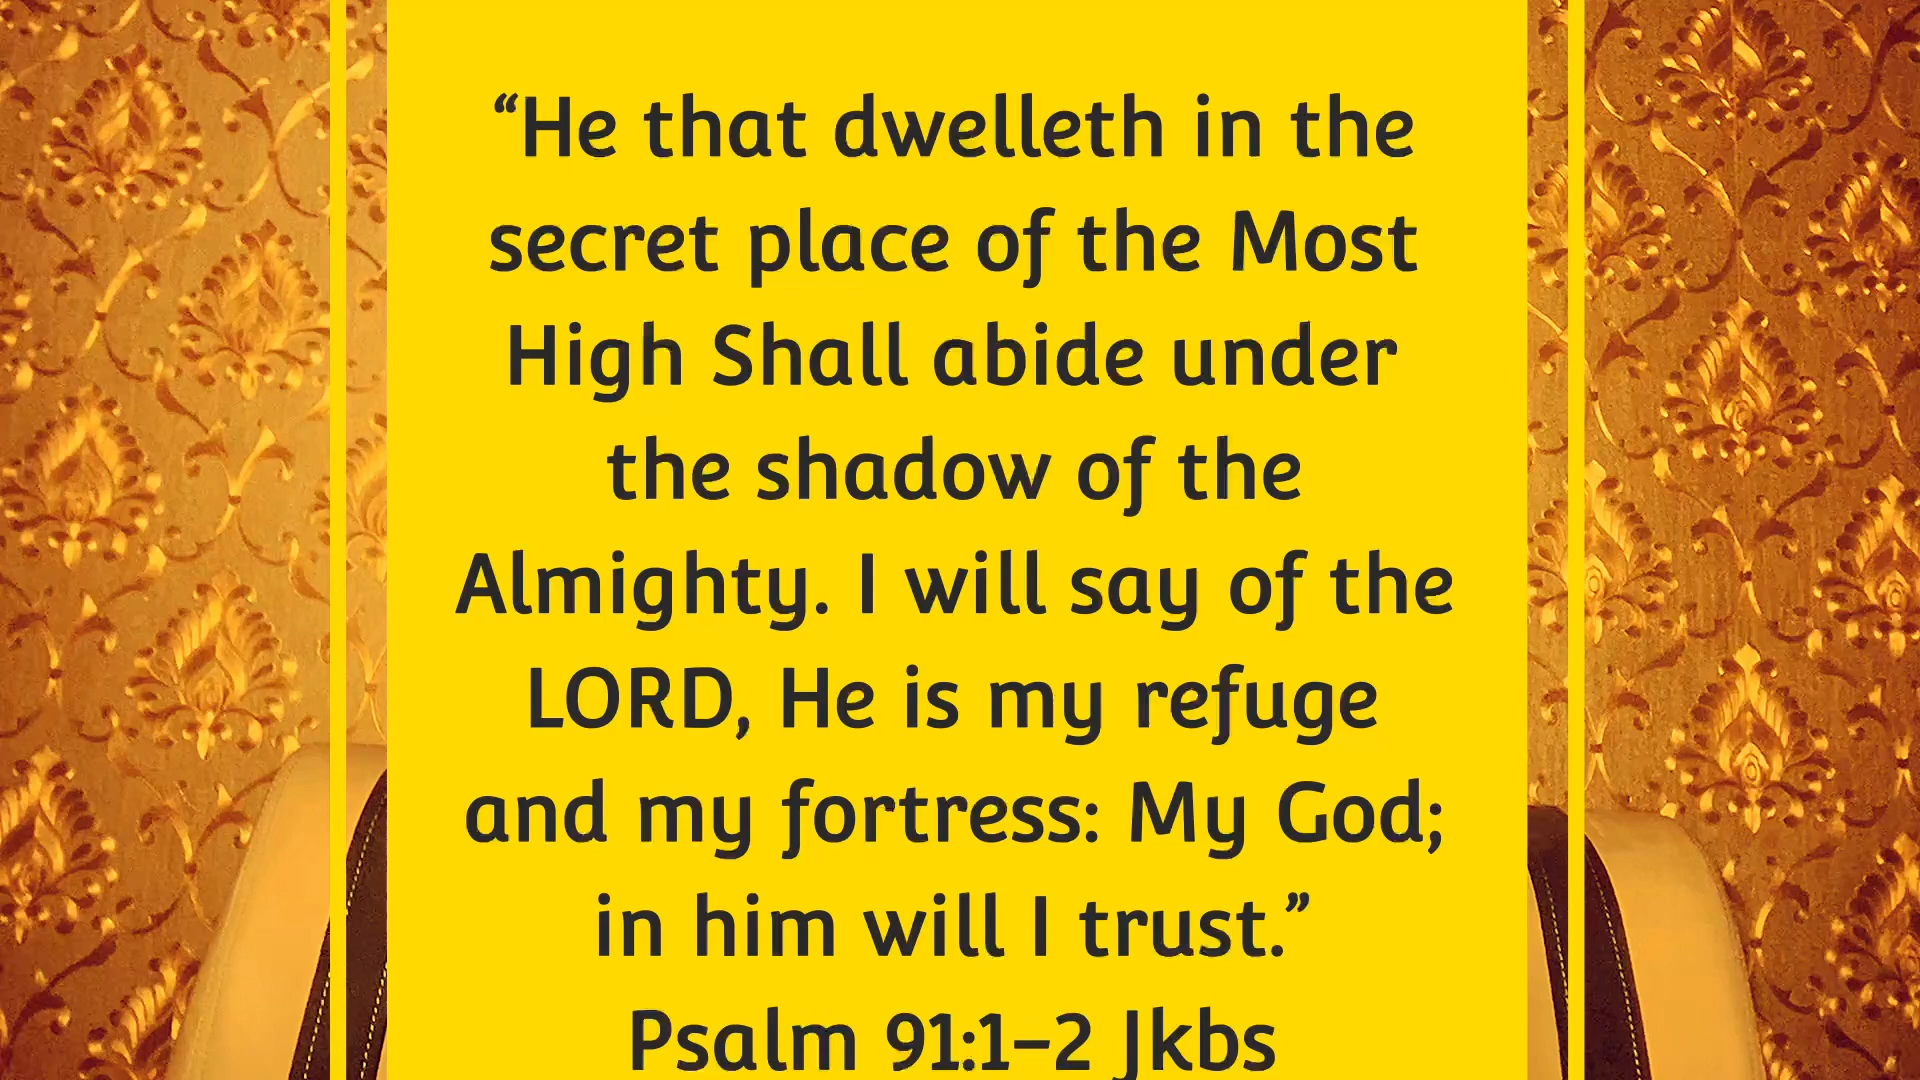 “He that dwelleth in the
secret place of the Most
High Shall abide under
the shadow of the
Almighty. I will say of the
LORD, He is my refuge
and my fortress: My God;
in him will I trust.”
Psalm 91:1–2 Jkbs